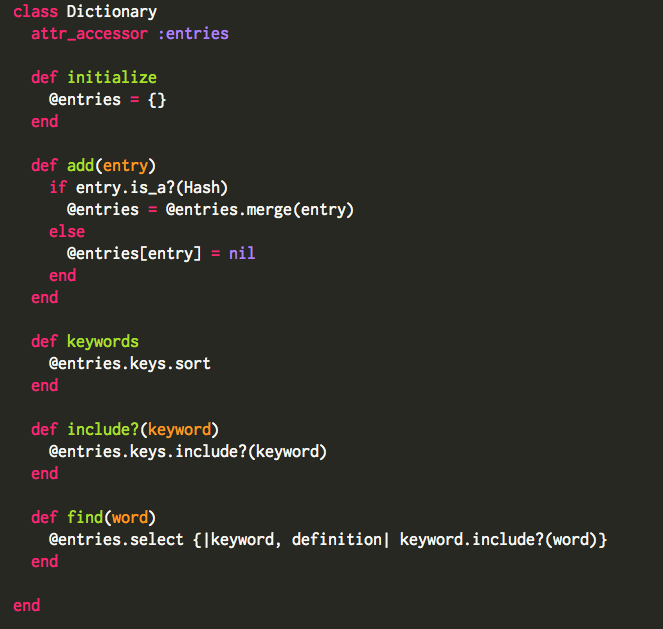 class Dictionary
  attr_accessor :entries

  def initialize
    @entries = {}
  end

  def add(entry)
    if entry.is_a?(Hash)
      @entries = @entries.merge(entry)
    else
      @entries[entry] = nil
    end
  end

  def keywords
    @entries.keys.sort
  end

  def include?(keyword)
    @entries.keys.include?(keyword)
  end

  def find(word)
    @entries.select {|keyword, definition| keyword.include?(word)}
  end

end